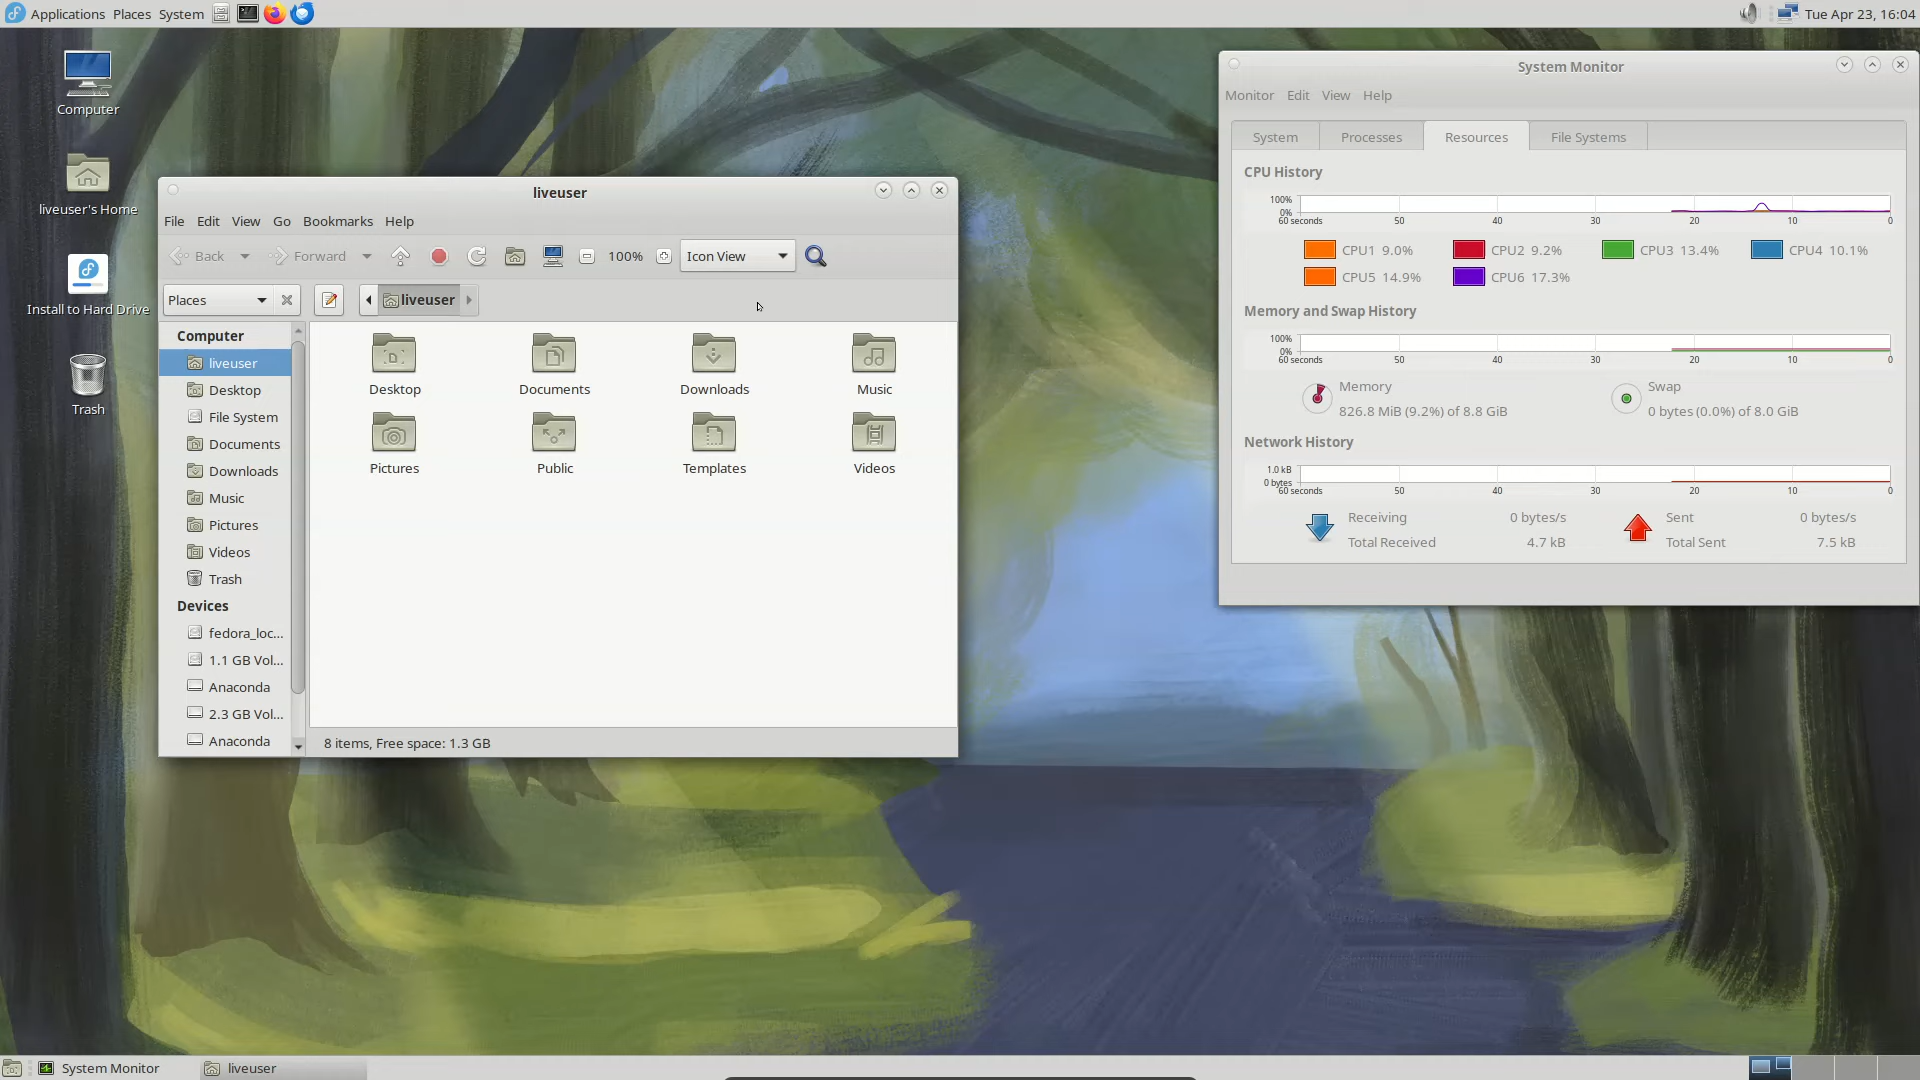 Applications Places System
Tue Apr 23, 16:04
Computer
liveuser's Home
Install to Hard Drive
Trash
liveuser
File Edit View Go Bookmarks Help
Back Forward 100% Icon View
Places liveuser
Computer
liveuser
Desktop
File System
Documents
Downloads
Music
Pictures
Videos
Trash
Devices
fedora_loc...
1.1 GB Vol...
Anaconda
2.3 GB Vol...
Anaconda
Desktop Documents Downloads Music
Pictures Public Templates Videos
8 items, Free space: 1.3 GB
System Monitor
Monitor Edit View Help
System Processes Resources File Systems
CPU History
100%
0%
60 seconds 50 40 30 20 10 0
CPU1 9.0% CPU2 9.2% CPU3 13.4% CPU4 10.1%
CPU5 14.9% CPU6 17.3%
Memory and Swap History
100%
0%
60 seconds 50 40 30 20 10 0
Memory
826.8 MiB (9.2%) of 8.8 GiB
Swap
0 bytes (0.0%) of 8.0 GiB
Network History
1.0 kB
0 bytes
60 seconds 50 40 30 20 10 0
Receiving 0 bytes/s
Total Received 4.7 kB
Sent 0 bytes/s
Total Sent 7.5 kB
System Monitor
liveuser